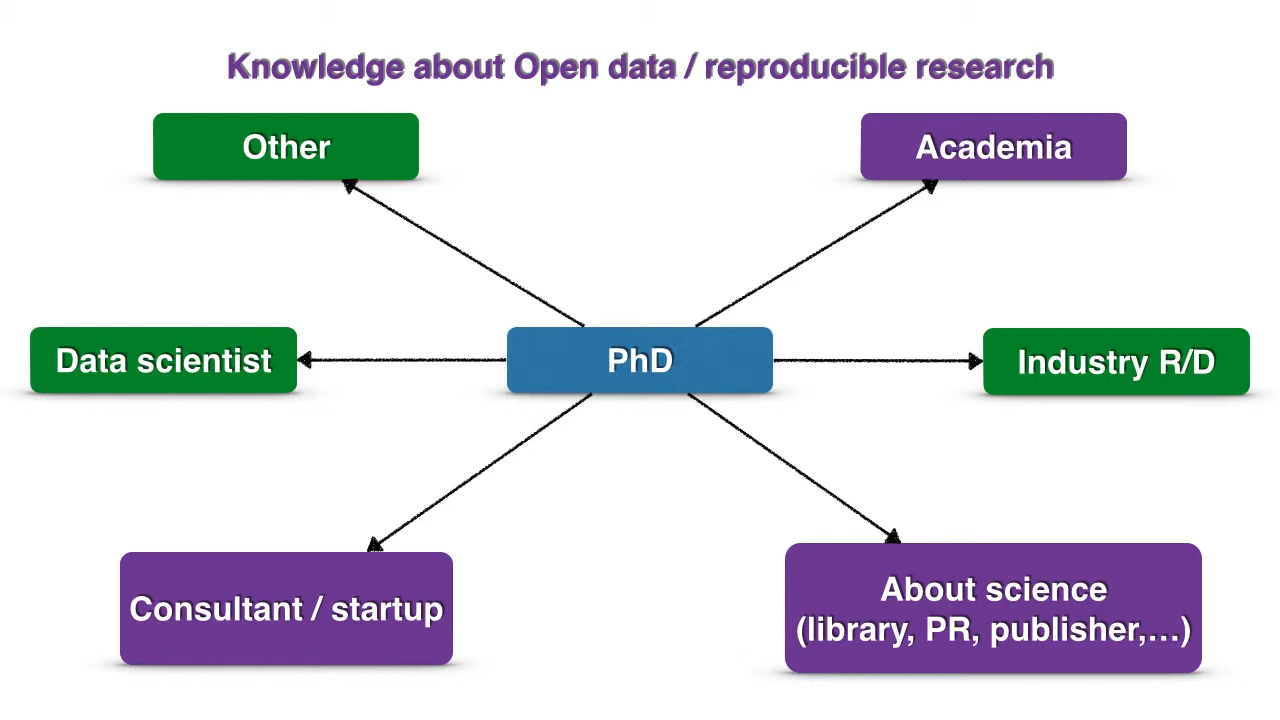 Knowledge about Open data / reproducible research
Other
Academia
Data scientist
PhD
Industry R/D
Consultant / startup
About science
(library, PR, publisher,…)